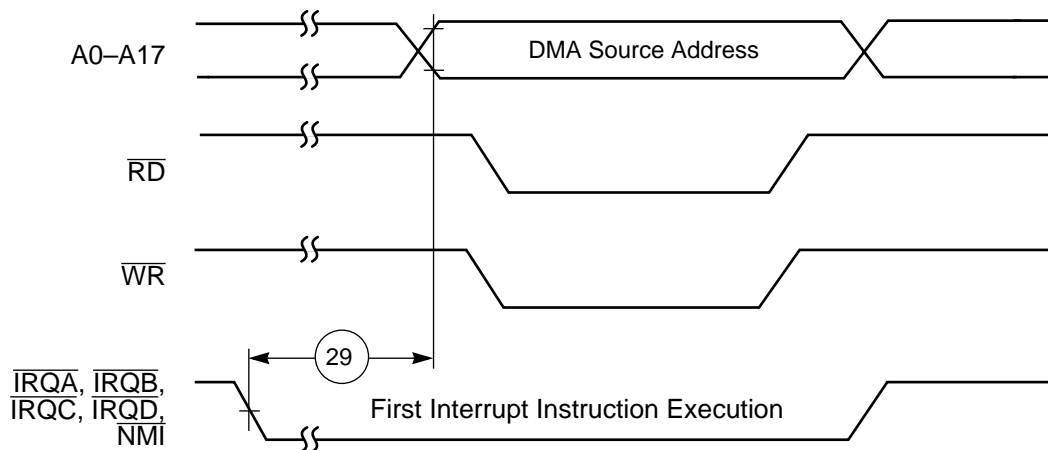 A0–A17
DMA Source Address
RD
WR
29
IRQA, IRQB,
IRQC, IRQD,
NMI
First Interrupt Instruction Execution